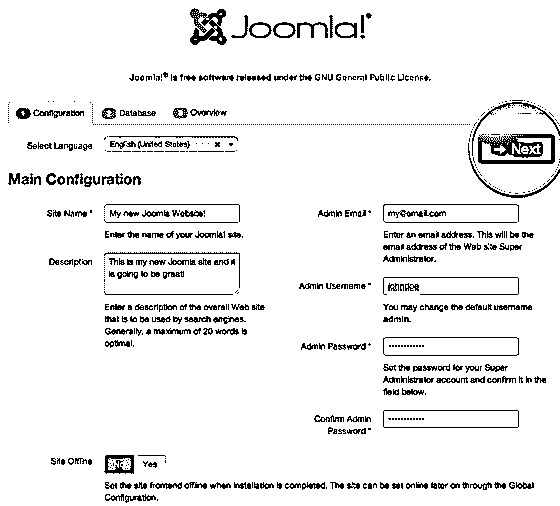 Joomla!®
Joomla!® is free software released under the GNU General Public License.
1 Configuration 2 Database 3 Overview
Select Language English (United States)
Next
Main Configuration
Site Name * My new Joomla Website!
Enter the name of your Joomla! site.
Description This is my new Joomla site and it
is going to be great!
Enter a description of the overall Web site
that is to be used by search engines.
Generally, a maximum of 20 words is
optimal.
Admin Email * my@email.com
Enter an email address. This will be the
email address of the Web site Super
Administrator.
Admin Username * johndoe
You may change the default username
admin.
Admin Password *
Set the password for your Super
Administrator account and confirm it in the
field below.
Confirm Admin
Password *
Site Offline No Yes
Set the site frontend offline when installation is completed. The site can be set online later on through the Global
Configuration.